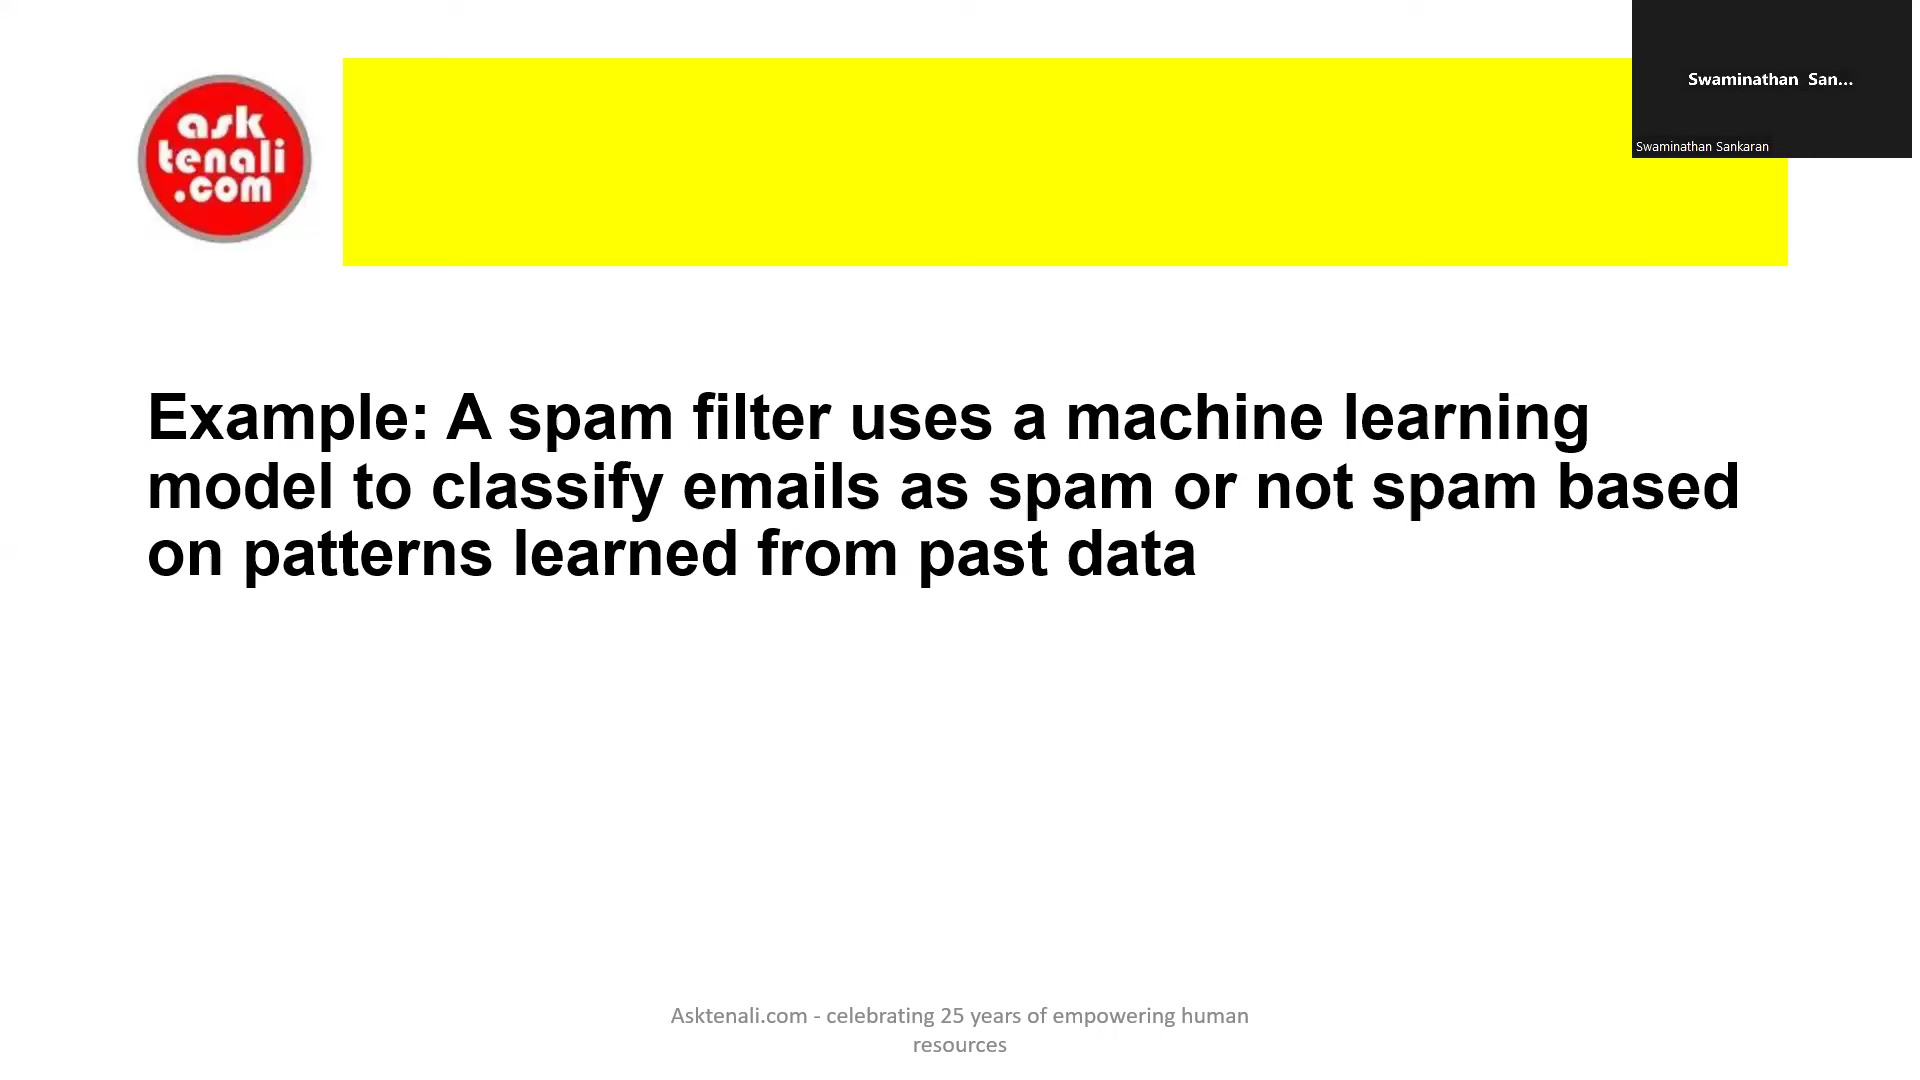 Swaminathan San...
Swaminathan Sankaran
ask
tenali
.com
Example: A spam filter uses a machine learning
model to classify emails as spam or not spam based
on patterns learned from past data
Asktenali.com - celebrating 25 years of empowering human
resources